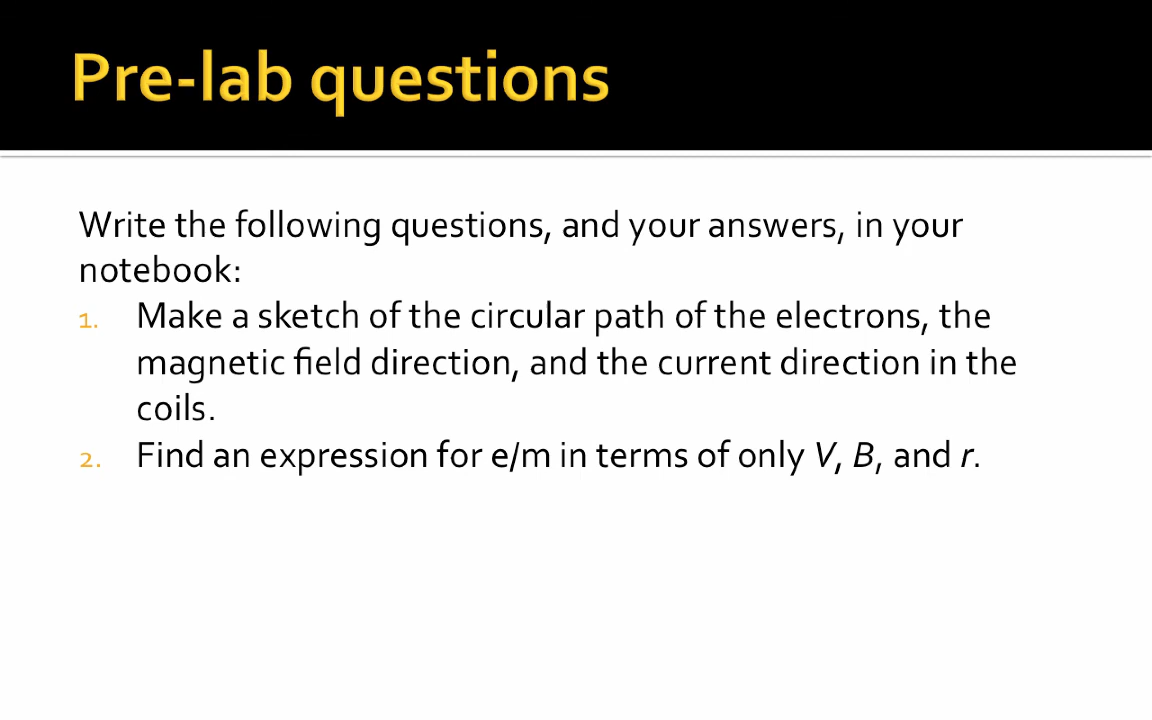 Pre-lab questions
Write the following questions, and your answers, in your
notebook:
1. Make a sketch of the circular path of the electrons, the
magnetic field direction, and the current direction in the
coils.
2. Find an expression for e/m in terms of only V, B, and r.